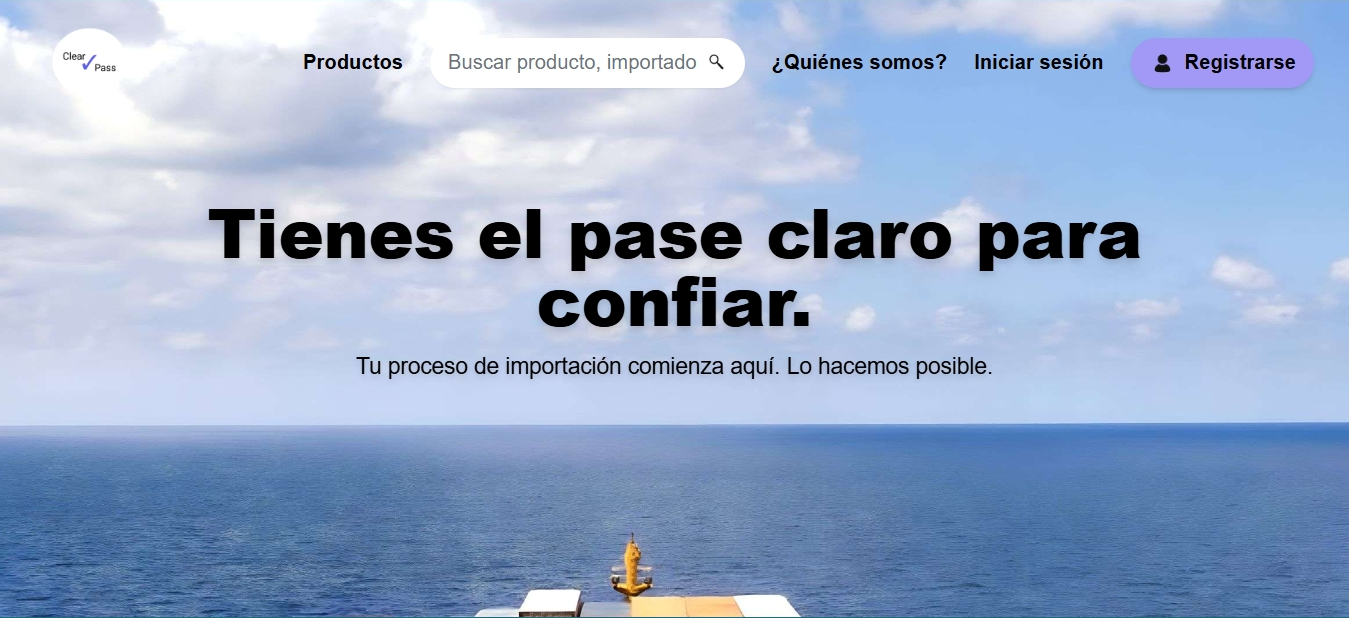 Clear
Pass
Productos
Buscar producto, importado
¿Quiénes somos?
Iniciar sesión
Registrarse
Tienes el pase claro para
confiar.
Tu proceso de importación comienza aquí. Lo hacemos posible.